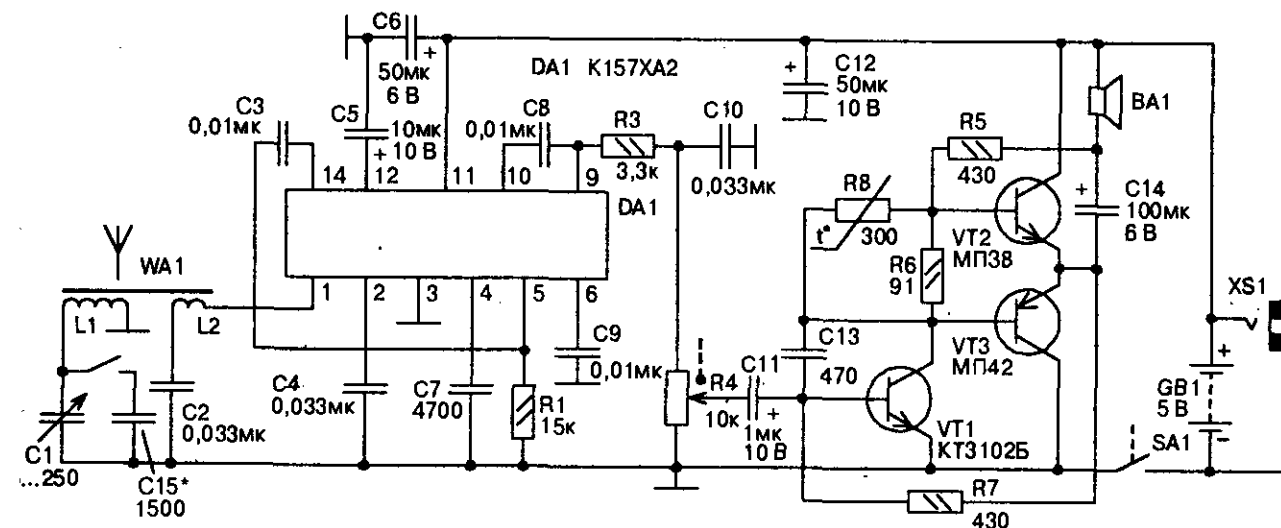 C6
50мк
6 В
DA1 К157ХА2
+
C12
50мк
10 В
BA1
C3
0,01мк
C5
10мк
+ 10 В
C8
0,01мк
R3
3,3к
C10
0,033мк
R5
430
14
12
11
10
9
DA1
R8
t°
300
+
C14
100мк
6 В
VT2
МП38
WA1
L1
L2
1
2
3
4
5
6
R6
91
XS1
C9
0,01мк
C13
470
VT3
МП42
C11
+
1мк
10 В
R4
10к
C4
0,033мк
C7
4700
R1
15к
C2
0,033мк
VT1
КТ3102Б
+
GB1
5 В
-
SA1
C1
...250
C15*
1500
R7
430